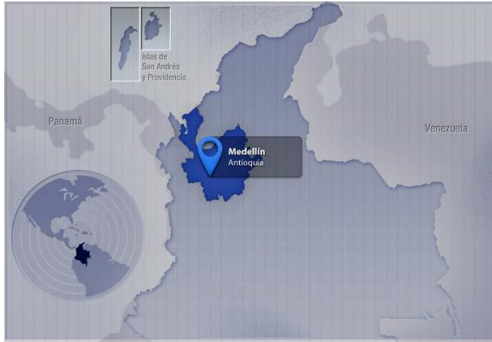 Islas de
San Andrés
y Providencia
Panamá
Venezuela
Medellín
Antioquia